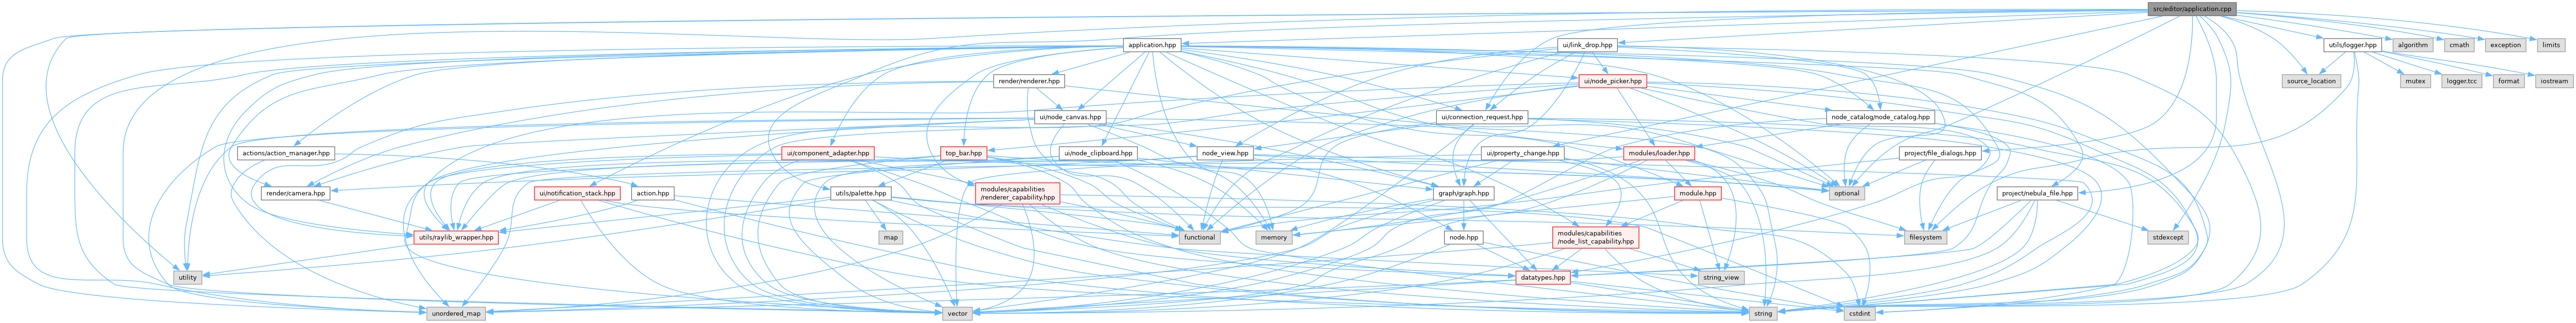 src/editor/application.cpp
application.hpp
ui/link_drop.hpp
utils/logger.hpp
algorithm
cmath
exception
limits
render/renderer.hpp
ui/node_picker.hpp
source_location
mutex
logger.tcc
format
iostream
ui/node_canvas.hpp
ui/connection_request.hpp
node_catalog/node_catalog.hpp
actions/action_manager.hpp
ui/component_adapter.hpp
top_bar.hpp
ui/node_clipboard.hpp
node_view.hpp
ui/property_change.hpp
modules/loader.hpp
project/file_dialogs.hpp
render/camera.hpp
ui/notification_stack.hpp
action.hpp
utils/palette.hpp
modules/capabilities
/renderer_capability.hpp
graph/graph.hpp
module.hpp
optional
project/nebula_file.hpp
utils/raylib_wrapper.hpp
map
functional
memory
node.hpp
modules/capabilities
/node_list_capability.hpp
filesystem
stdexcept
utility
datatypes.hpp
string_view
unordered_map
vector
string
cstdint